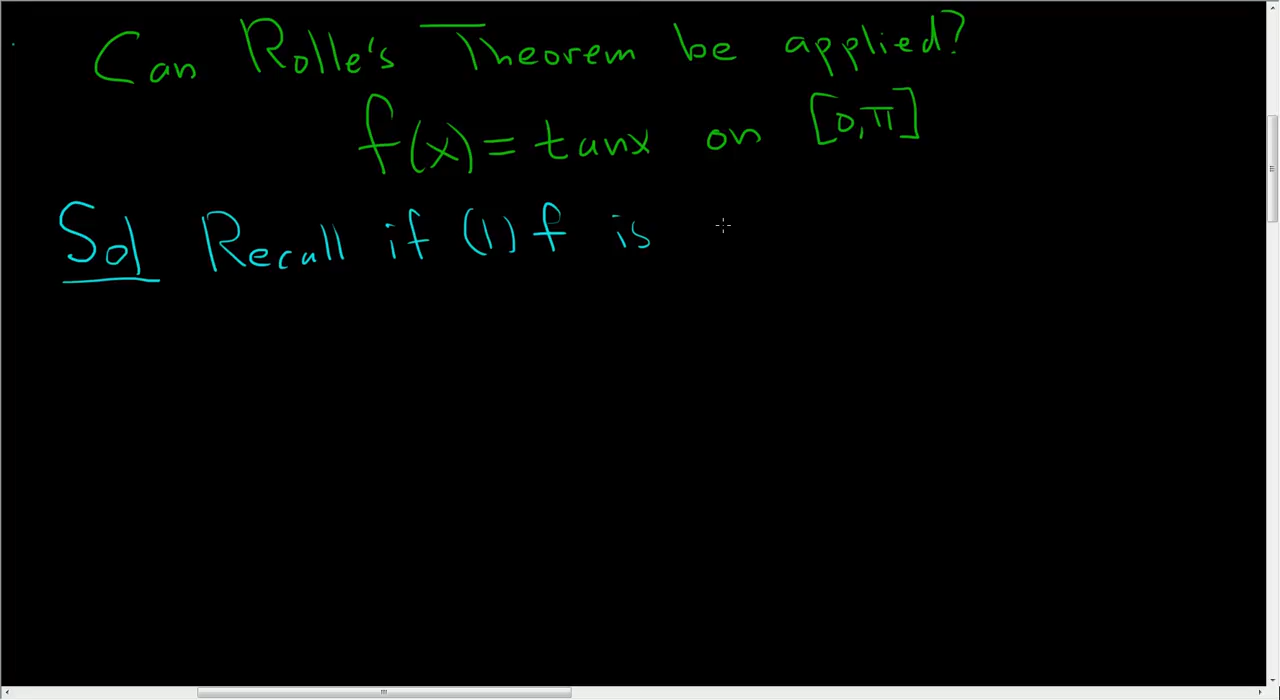 Can Rolle's Theorem be applied?
f(x) = tanx on [0,π]
Sol Recall if (1) f is